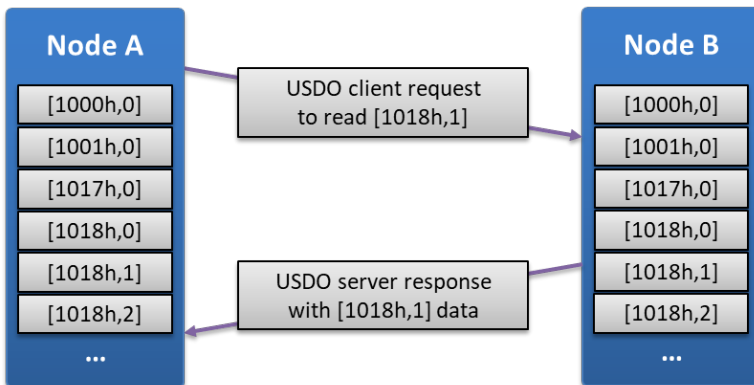 Node A
[1000h,0]
[1001h,0]
[1017h,0]
[1018h,0]
[1018h,1]
[1018h,2]
...
USDO client request
to read [1018h,1]
USDO server response
with [1018h,1] data
Node B
[1000h,0]
[1001h,0]
[1017h,0]
[1018h,0]
[1018h,1]
[1018h,2]
...